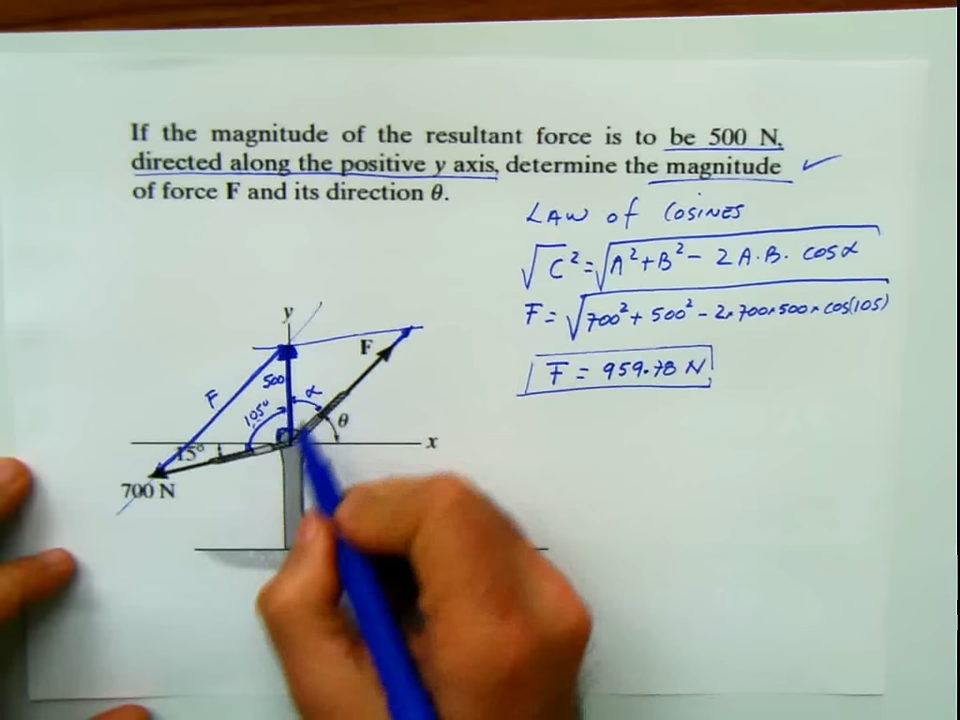 If the magnitude of the resultant force is to be 500 N,
directed along the positive y axis, determine the magnitude
of force F and its direction θ.
LAW of COSINES
√C² = √A² + B² - 2 A.B. cosα
F = √700² + 500² - 2×700×500×cos(105)
F = 959.78 N
y
F
500
α
F
105°
θ
15°
x
700 N